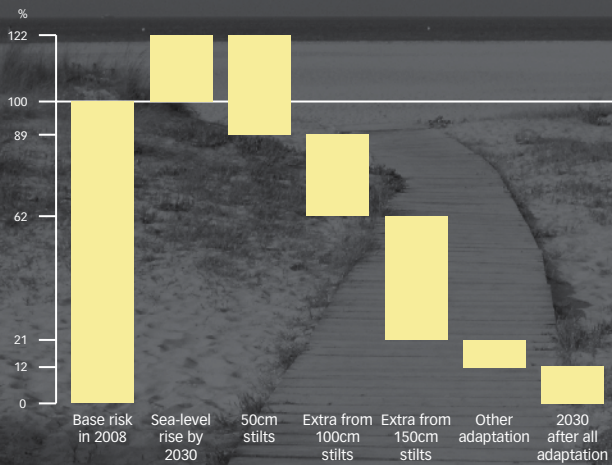 %
122
100
89
62
21
12
0
Base risk
in 2008
Sea-level
rise by
2030
50cm
stilts
Extra from
100cm
stilts
Extra from
150cm
stilts
Other
adaptation
2030
after all
adaptation